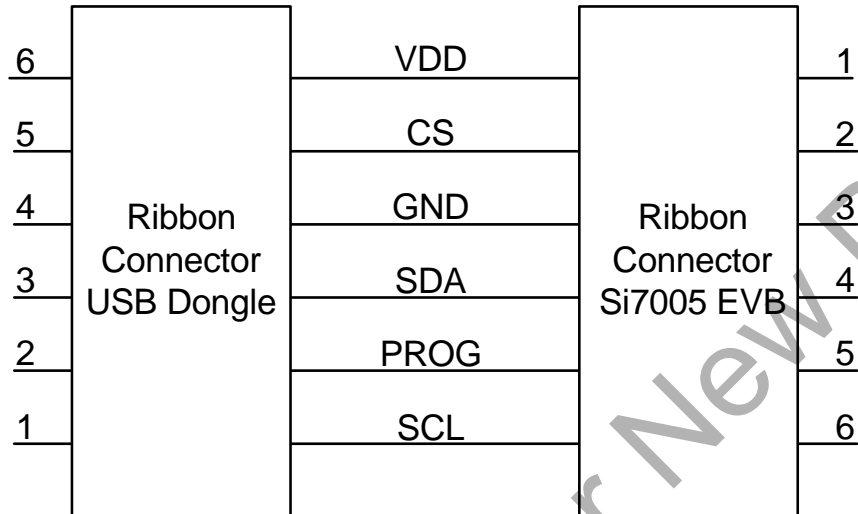 6 VDD 1
5 CS 2
4 GND 3
3 SDA 4
2 PROG 5
1 SCL 6
Ribbon
Connector
USB Dongle
Ribbon
Connector
Si7005 EVB
r New